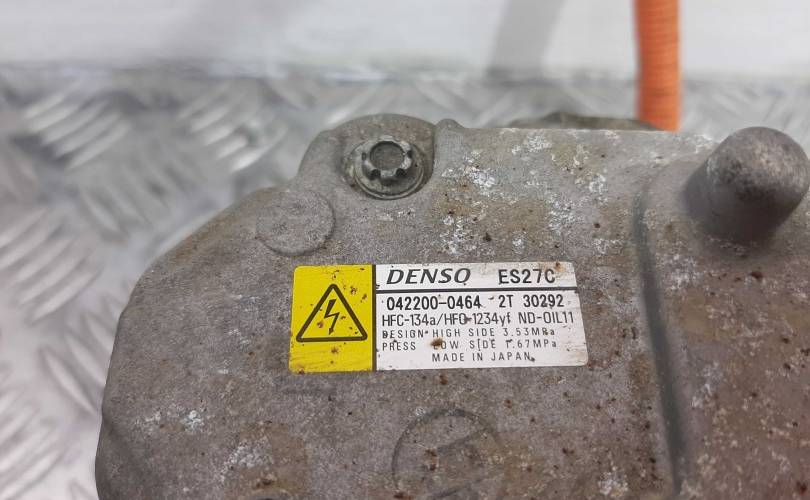 DENSO ES27C
042200-0464 2T 30292
HFC-134a/HFO-1234yf ND-OIL11
DESIGN HIGH SIDE 3.53MPa
PRESS LOW SIDE 1.67MPa
MADE IN JAPAN